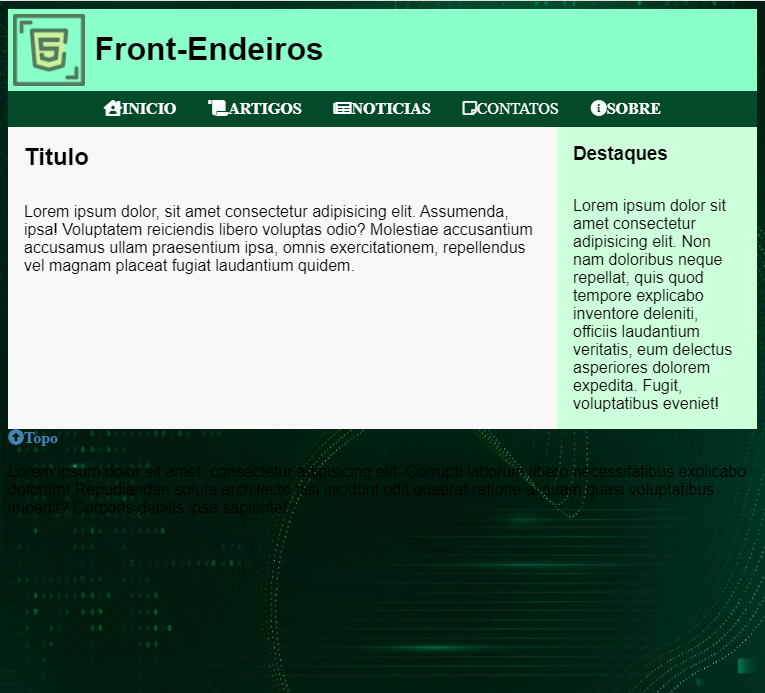 Front-Endeiros
INICIO ARTIGOS NOTICIAS CONTATOS SOBRE
Titulo
Lorem ipsum dolor, sit amet consectetur adipisicing elit. Assumenda,
ipsa! Voluptatem reiciendis libero voluptas odio? Molestiae accusantium
accusamus ullam praesentium ipsa, omnis exercitationem, repellendus
vel magnam placeat fugiat laudantium quidem.
Destaques
Lorem ipsum dolor sit
amet consectetur
adipisicing elit. Non
nam doloribus neque
repellat, quis quod
tempore explicabo
inventore deleniti,
officiis laudantium
veritatis, eum delectus
asperiores dolorem
expedita. Fugit,
voluptatibus eveniet!
Topo
Lorem ipsum dolor sit amet, consectetur adipisicing elit. Corrupti laborum libero necessitatibus explicabo
dolorum! Repudiandae soluta architecto nisi incidunt odit quaerat ratione aliquam quasi voluptatibus
impedit? Corporis debitis ipsa sapiente!